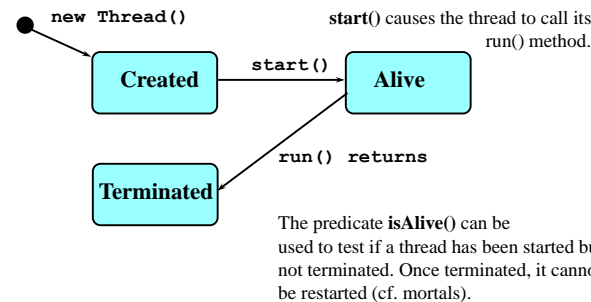 new Thread()
start() causes the thread to call its
run() method.
start()
Created
Alive
run() returns
Terminated
The predicate isAlive() can be
used to test if a thread has been started
not terminated. Once terminated, it
be restarted (cf. mortals).